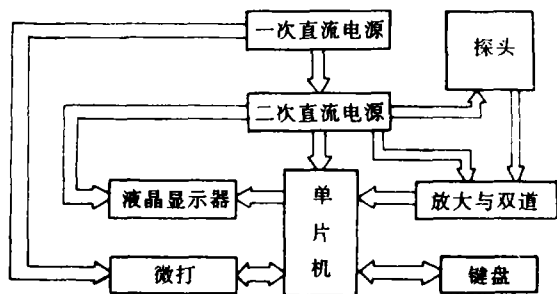 一次直流电源
探头
二次直流电源
液晶显示器
单片机
放大与双道
微打
键盘